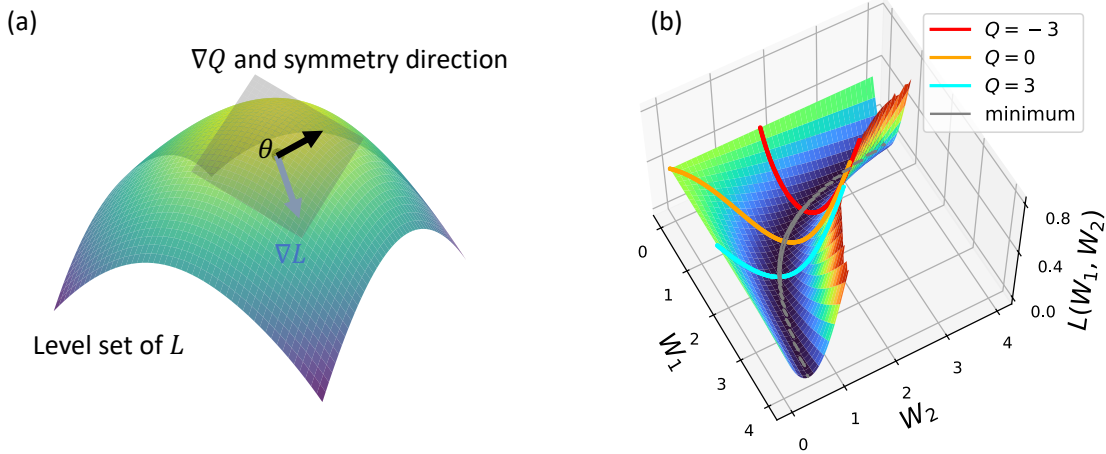 (a)
∇Q and symmetry direction
θ
∇L
Level set of L
(b)
Q = − 3
Q = 0
Q = 3
minimum
0
1
2
3
4
W₁
0
1
2
3
4
W₂
0.0
0.4
0.8
L(W₁, W₂)